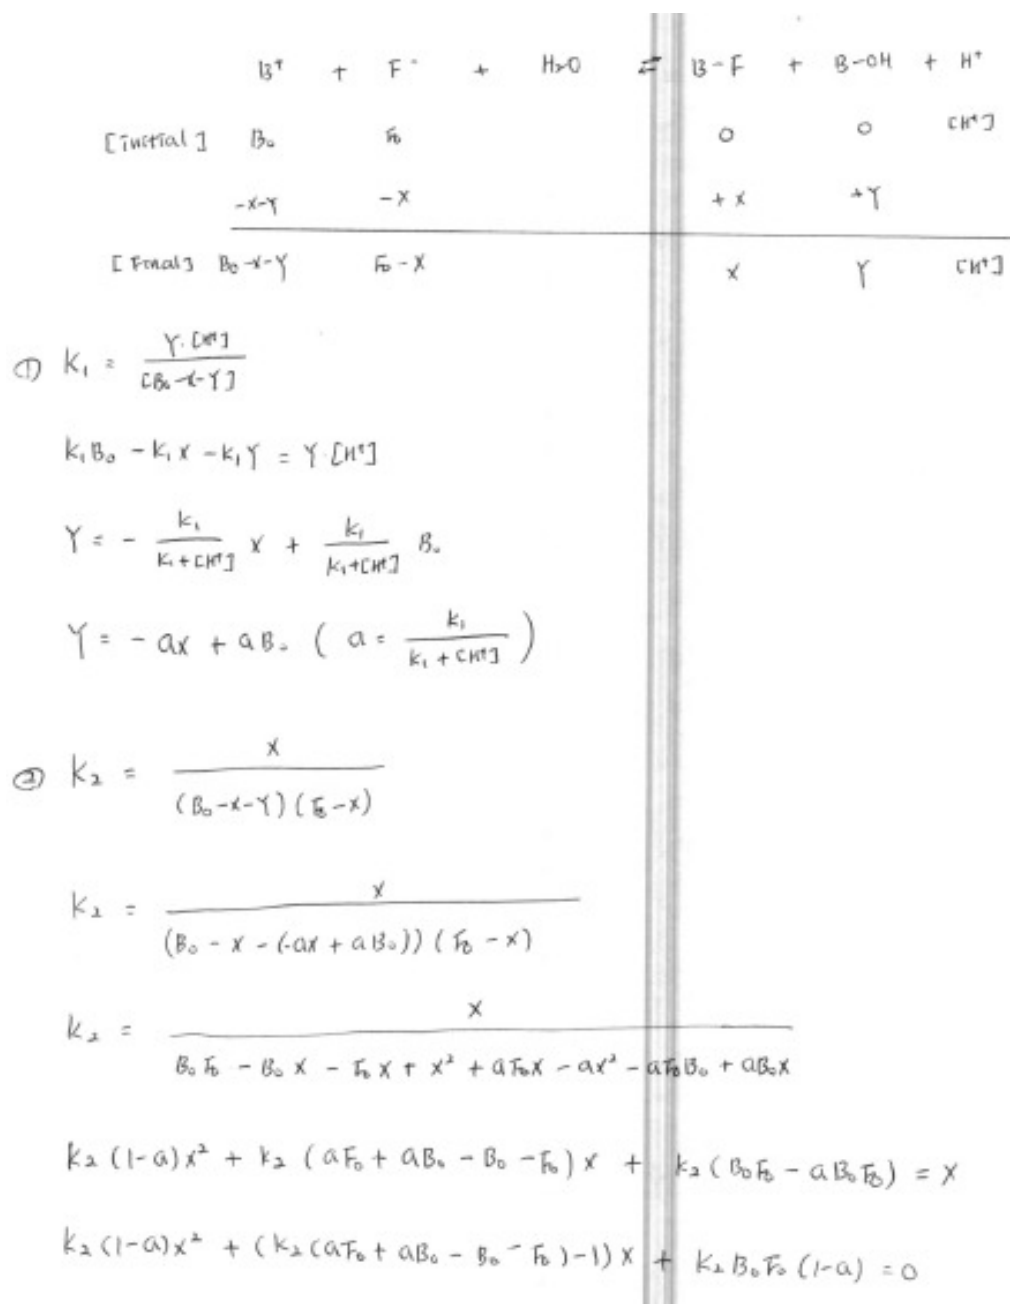 B⁺ + F⁻ + H₂O ⇌ B-F + B-OH + H⁺
[initial] B₀ F₀ 0 0 [H⁺]
-x-Y -x +x +Y
[Final] B₀-x-Y F₀-x x Y [H⁺]
① K₁ = Y·[H⁺] / [B₀-x-Y]
K₁B₀ - K₁x - K₁Y = Y·[H⁺]
Y = - K₁/(K₁+[H⁺]) x + K₁/(K₁+[H⁺]) B₀
Y = -ax + aB₀ ( a = K₁/(K₁+[H⁺]) )
② K₂ = x / (B₀-x-Y)(F₀-x)
K₂ = x / (B₀ - x - (-ax + aB₀))(F₀ - x)
K₂ = x / B₀F₀ - B₀x - F₀x + x² + aF₀x - ax² - aF₀B₀ + aB₀x
K₂(1-a)x² + K₂(aF₀ + aB₀ - B₀ - F₀)x + K₂(B₀F₀ - aB₀F₀) = x
K₂(1-a)x² + (K₂(aF₀ + aB₀ - B₀ - F₀)-1)x + K₂B₀F₀(1-a) = 0